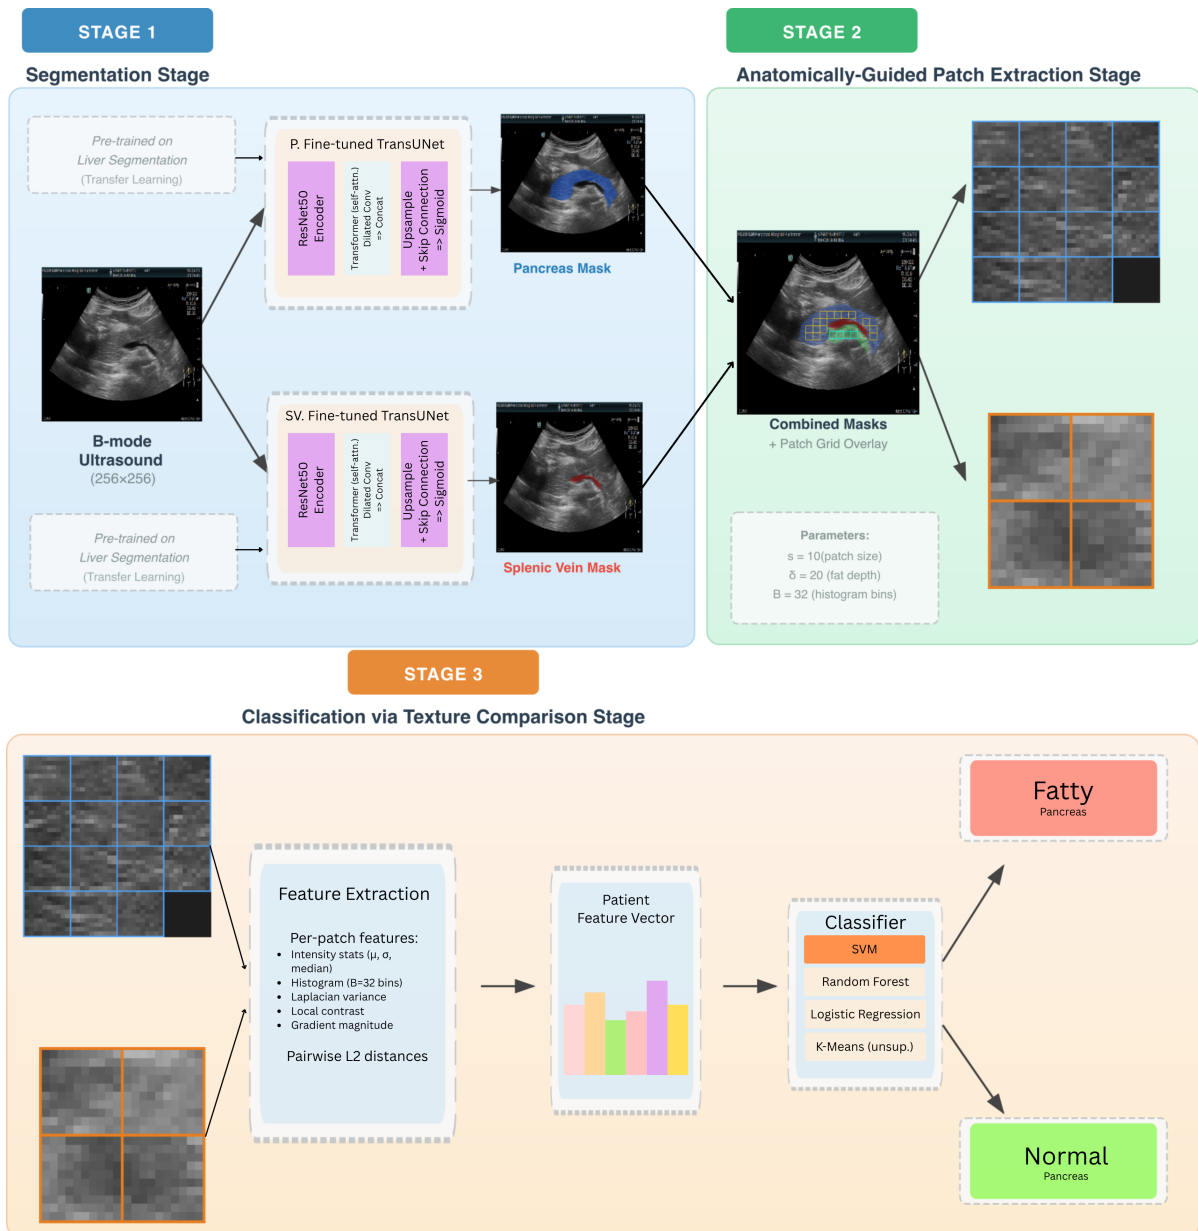 STAGE 1
Segmentation Stage
Pre-trained on
Liver Segmentation
(Transfer Learning)
P. Fine-tuned TransUNet
ResNet50
Encoder
Transformer (self-attn.)
Dilated Conv
=> Concat
Upsample
+ Skip Connection
=> Sigmoid
Pancreas Mask
B-mode
Ultrasound
(256×256)
SV. Fine-tuned TransUNet
ResNet50
Encoder
Transformer (self-attn.)
Dilated Conv
=> Concat
Upsample
+ Skip Connection
=> Sigmoid
Splenic Vein Mask
Pre-trained on
Liver Segmentation
(Transfer Learning)
STAGE 2
Anatomically-Guided Patch Extraction Stage
Combined Masks
+ Patch Grid Overlay
Parameters:
s = 10(patch size)
δ = 20 (fat depth)
B = 32 (histogram bins)
STAGE 3
Classification via Texture Comparison Stage
Feature Extraction
Per-patch features:
• Intensity stats (μ, σ,
median)
• Histogram (B=32 bins)
• Laplacian variance
• Local contrast
• Gradient magnitude
Pairwise L2 distances
Patient
Feature Vector
Classifier
SVM
Random Forest
Logistic Regression
K-Means (unsup.)
Fatty
Pancreas
Normal
Pancreas